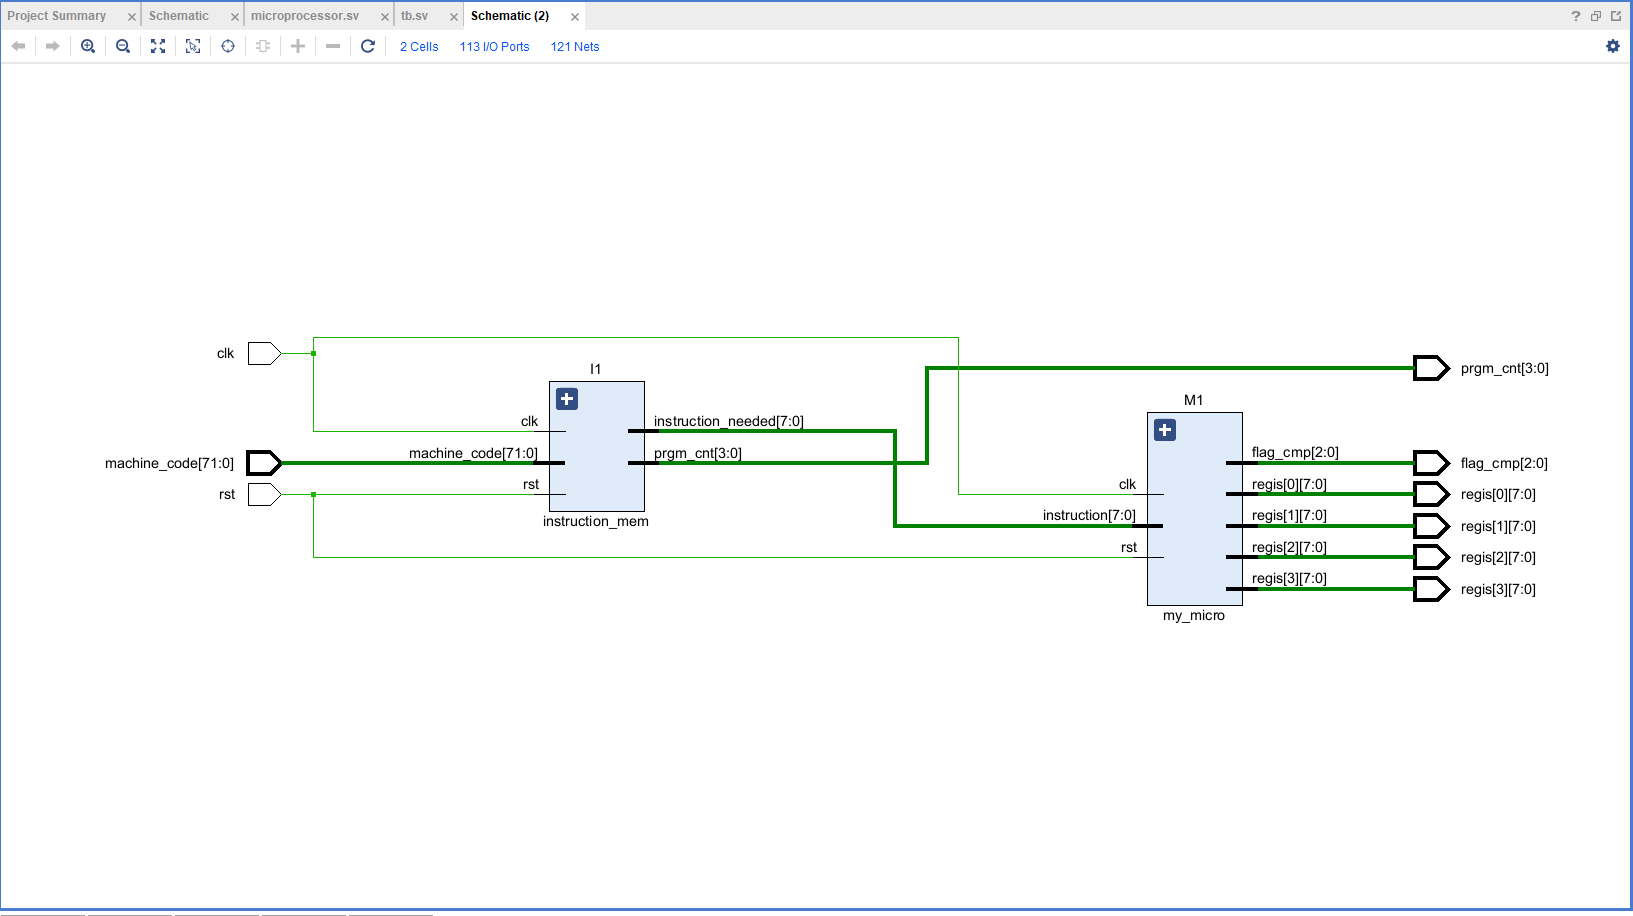 Project Summary
Schematic
microprocessor.sv
tb.sv
Schematic (2)
?
2 Cells
113 I/O Ports
121 Nets
clk
machine_code[71:0]
rst
I1
clk
machine_code[71:0]
rst
instruction_needed[7:0]
prgm_cnt[3:0]
instruction_mem
M1
clk
instruction[7:0]
rst
flag_cmp[2:0]
regis[0][7:0]
regis[1][7:0]
regis[2][7:0]
regis[3][7:0]
my_micro
prgm_cnt[3:0]
flag_cmp[2:0]
regis[0][7:0]
regis[1][7:0]
regis[2][7:0]
regis[3][7:0]